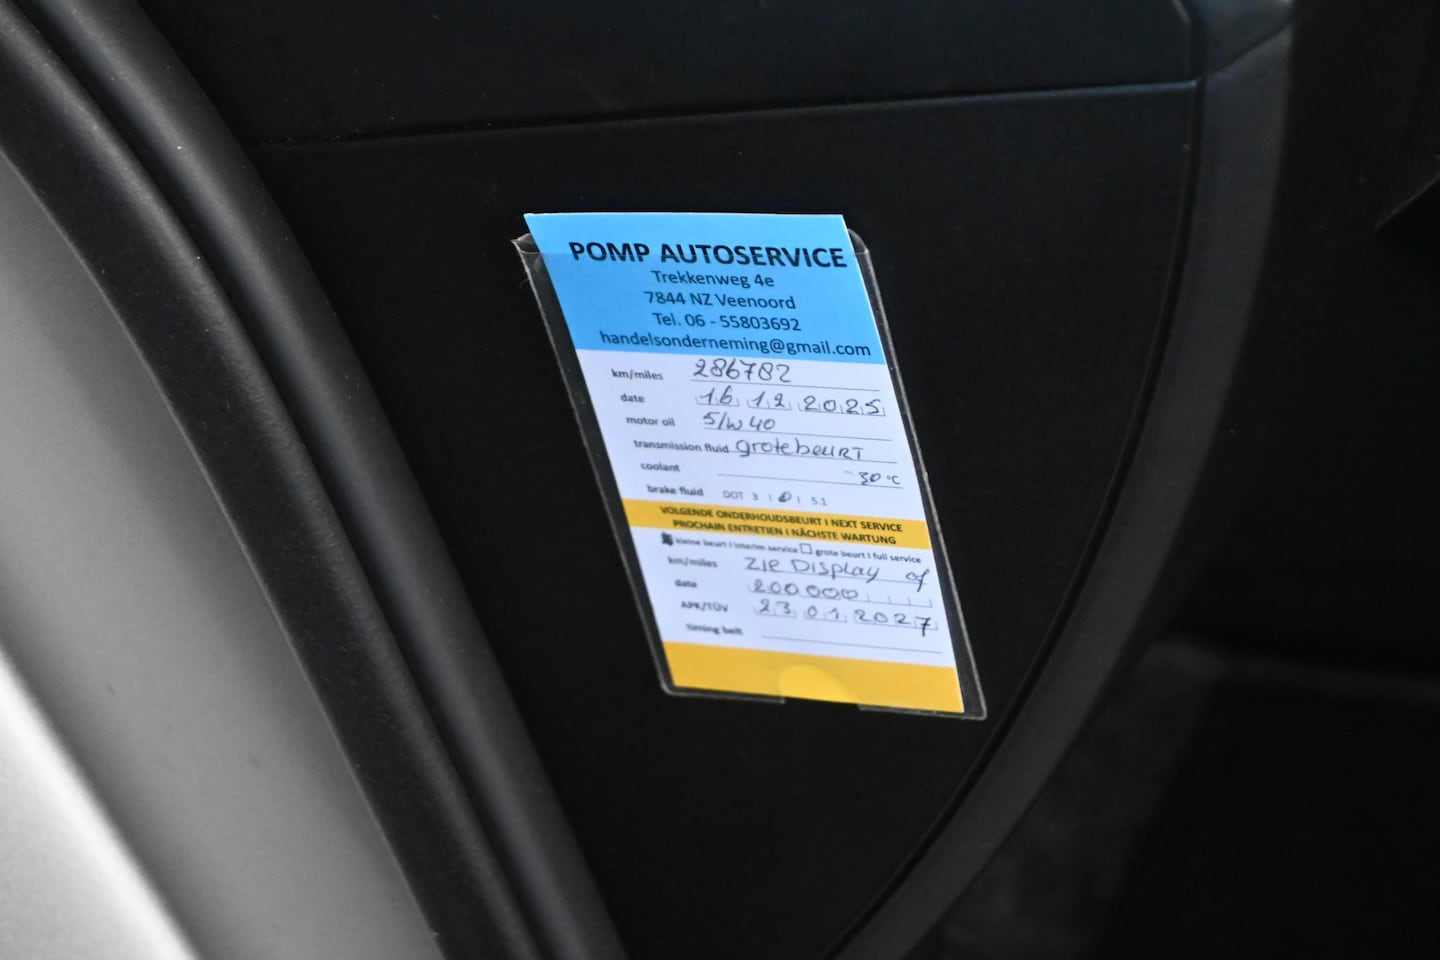 POMP AUTOSERVICE
Trekkenweg 4e
7844 NZ Veenoord
Tel. 06 - 55803692
handelsonderneming@gmail.com
km/miles 286782
date 16 12 2025
motor oil 5/W40
transmission fluid grotebeurt
coolant -30 °C
brake fluid DOT 3 | | 5.1
VOLGENDE ONDERHOUDSBEURT I NEXT SERVICE
PROCHAIN ENTRETIEN I NÄCHSTE WARTUNG
kleine beurt I interim service grote beurt I full service
km/miles zie Display of
date 200.000
APK/TÜV 23 01 2027
timing belt